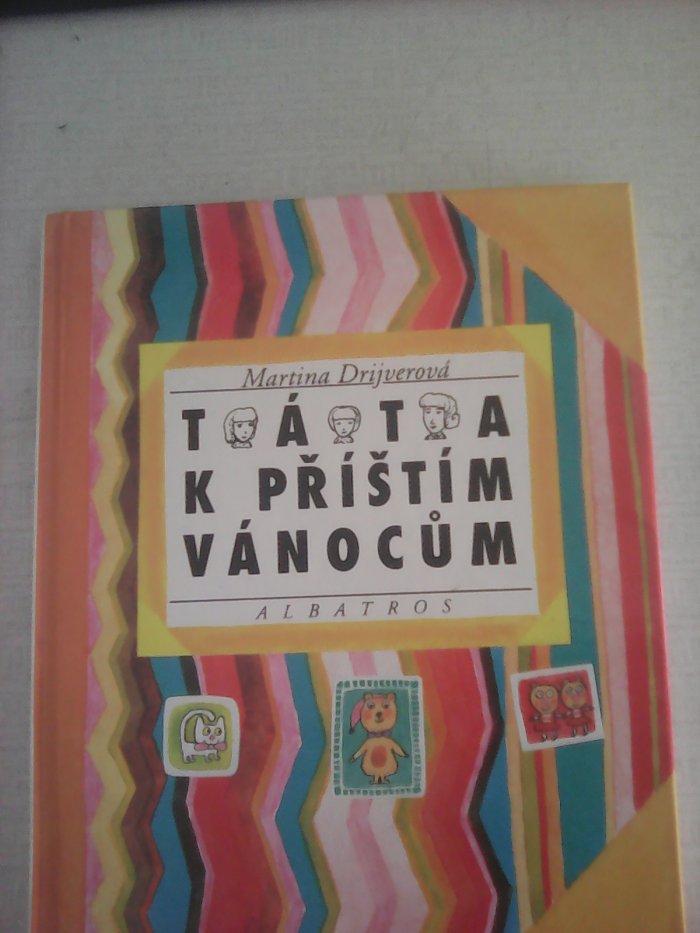 Martina Drijverová
TÁTA
K PŘÍŠTÍM
VÁNOCŮM
ALBATROS